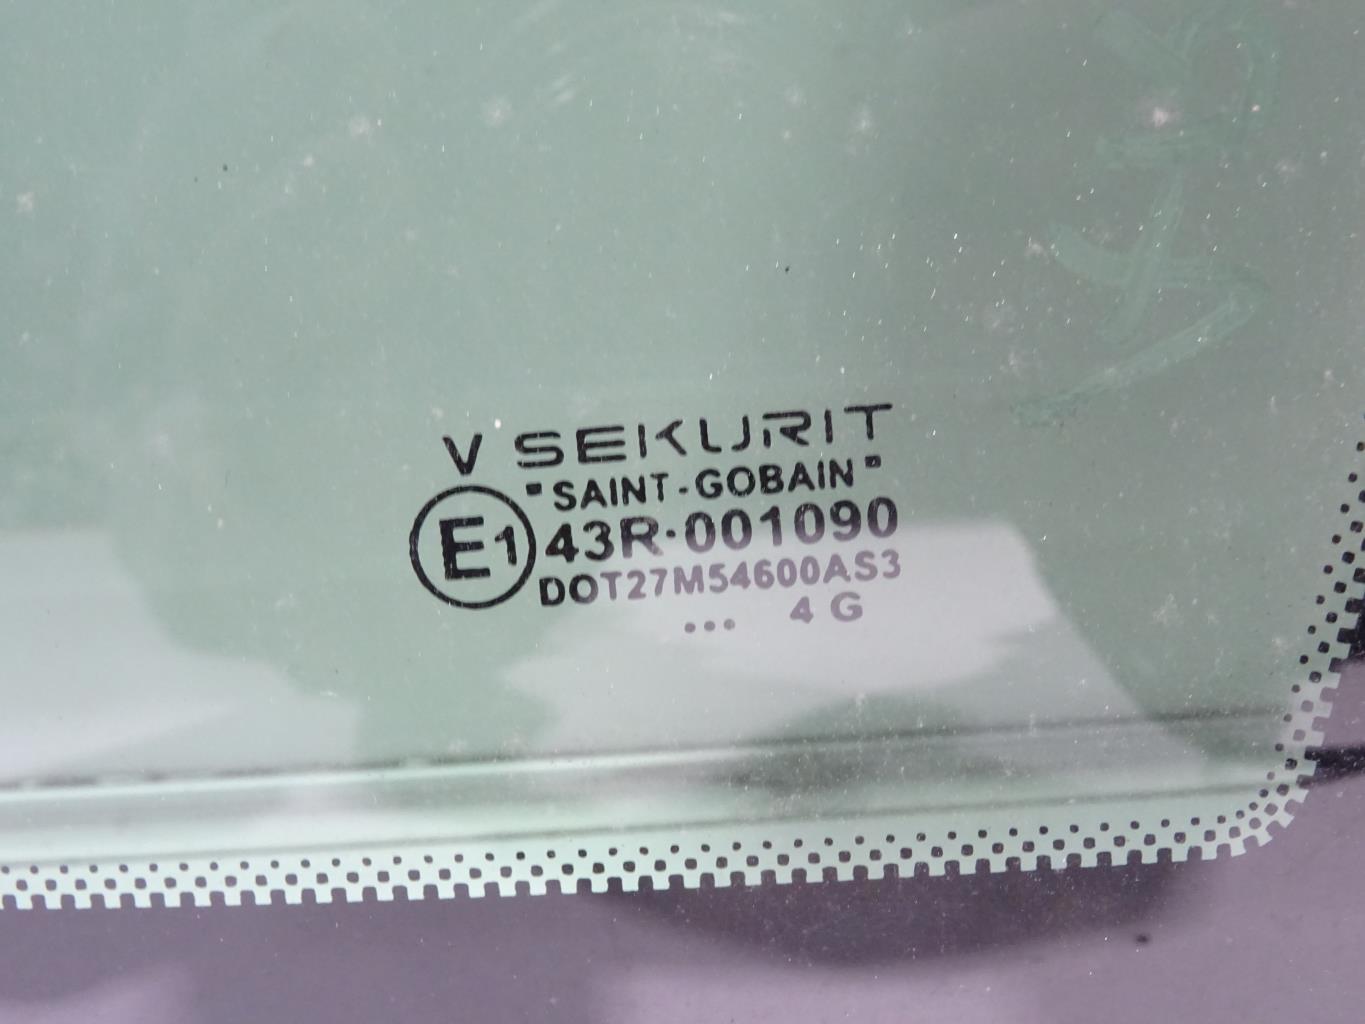 V SEKURIT
"SAINT-GOBAIN"
E1 43R·001090
DOT27M54600AS3
... 4 G